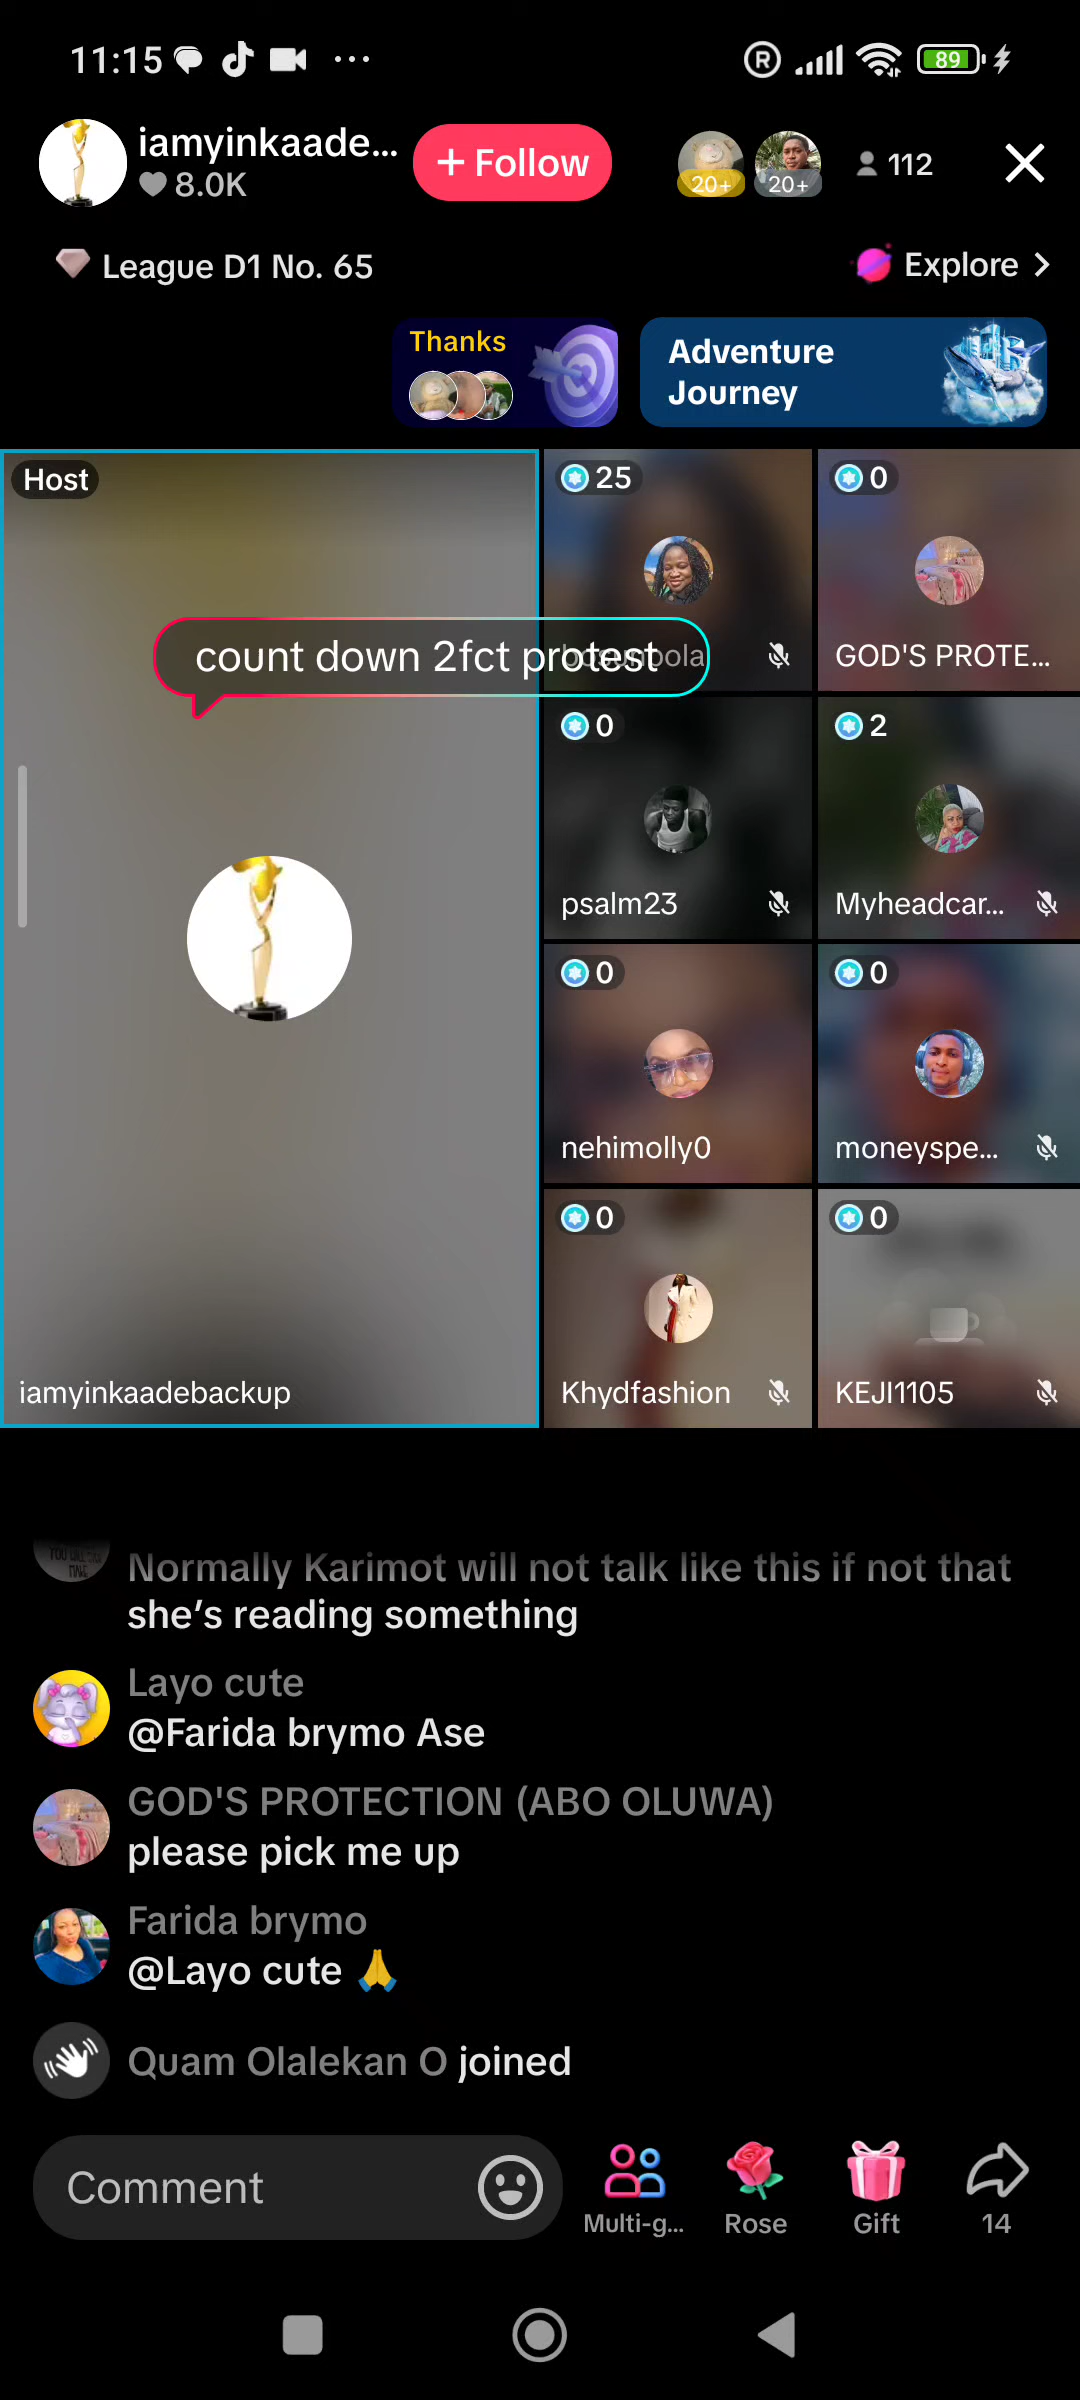 11:15
89
iamyinkaade...
8.0K
+ Follow
20+
20+
112
League D1 No. 65
Explore >
Thanks
Adventure
Journey
Host
25
0
count down 2fct protest
GOD'S PROTE...
0
2
psalm23
Myheadcar...
0
0
nehimolly0
moneyspe...
0
0
iamyinkaadebackup
Khydfashion
KEJI1105
Normally Karimot will not talk like this if not that
she's reading something
Layo cute
@Farida brymo Ase
GOD'S PROTECTION (ABO OLUWA)
please pick me up
Farida brymo
@Layo cute 🙏
Quam Olalekan O joined
Comment
Multi-g...
Rose
Gift
14